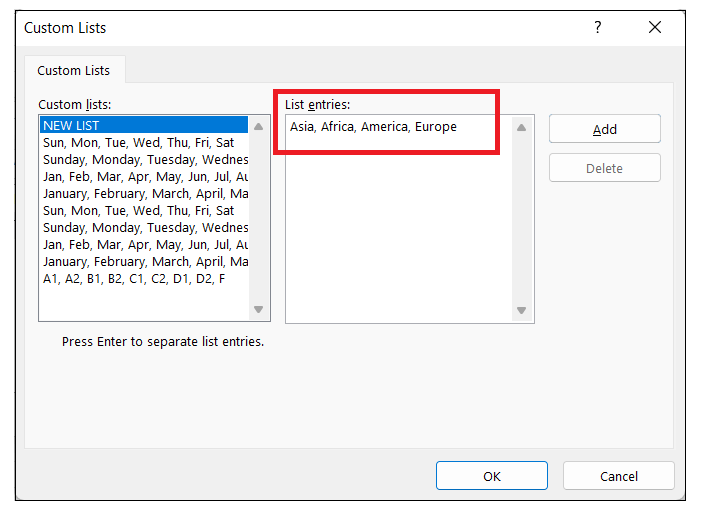 Custom Lists
Custom Lists
Custom lists:
NEW LIST
Sun, Mon, Tue, Wed, Thu, Fri, Sat
Sunday, Monday, Tuesday, Wednes
Jan, Feb, Mar, Apr, May, Jun, Jul, Au
January, February, March, April, Ma
Sun, Mon, Tue, Wed, Thu, Fri, Sat
Sunday, Monday, Tuesday, Wednes
Jan, Feb, Mar, Apr, May, Jun, Jul, Au
January, February, March, April, Ma
A1, A2, B1, B2, C1, C2, D1, D2, F
List entries:
Asia, Africa, America, Europe
Add
Delete
Press Enter to separate list entries.
OK
Cancel